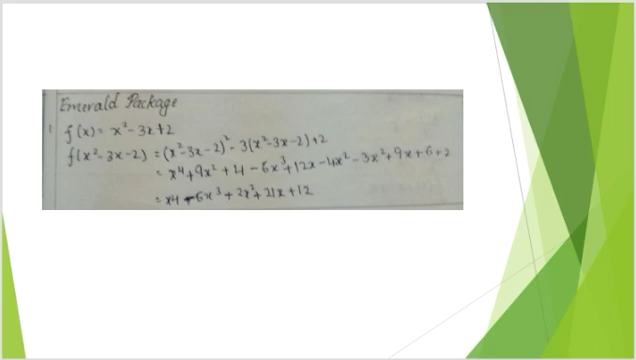 Emerald Package
1 f(x) = x² - 3x + 2
f(x² - 3x - 2) = (x² - 3x - 2)² - 3(x² - 3x - 2) + 2
= x⁴ + 9x² + 4 - 6x³ + 12x - 4x² - 3x² + 9x + 6 + 2
= x4 - 6x³ + 2x² + 21x + 12